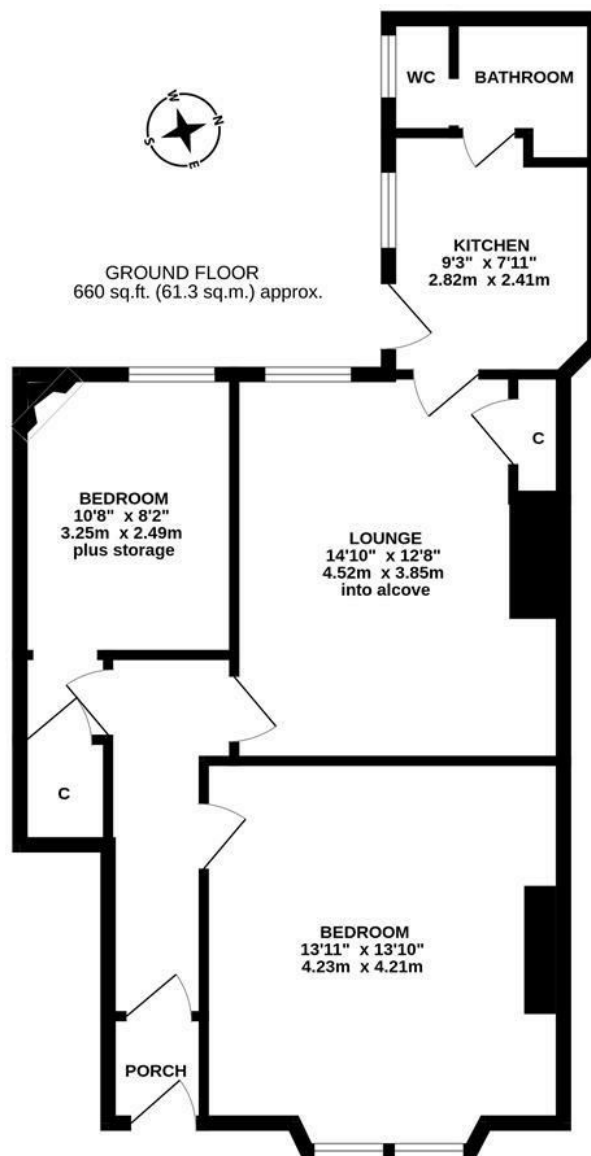 WC
BATHROOM
W
N
S
E
KITCHEN
9'3" x 7'11"
2.82m x 2.41m
GROUND FLOOR
660 sq.ft. (61.3 sq.m.) approx.
C
BEDROOM
10'8" x 8'2"
3.25m x 2.49m
plus storage
LOUNGE
14'10" x 12'8"
4.52m x 3.85m
into alcove
C
BEDROOM
13'11" x 13'10"
4.23m x 4.21m
PORCH